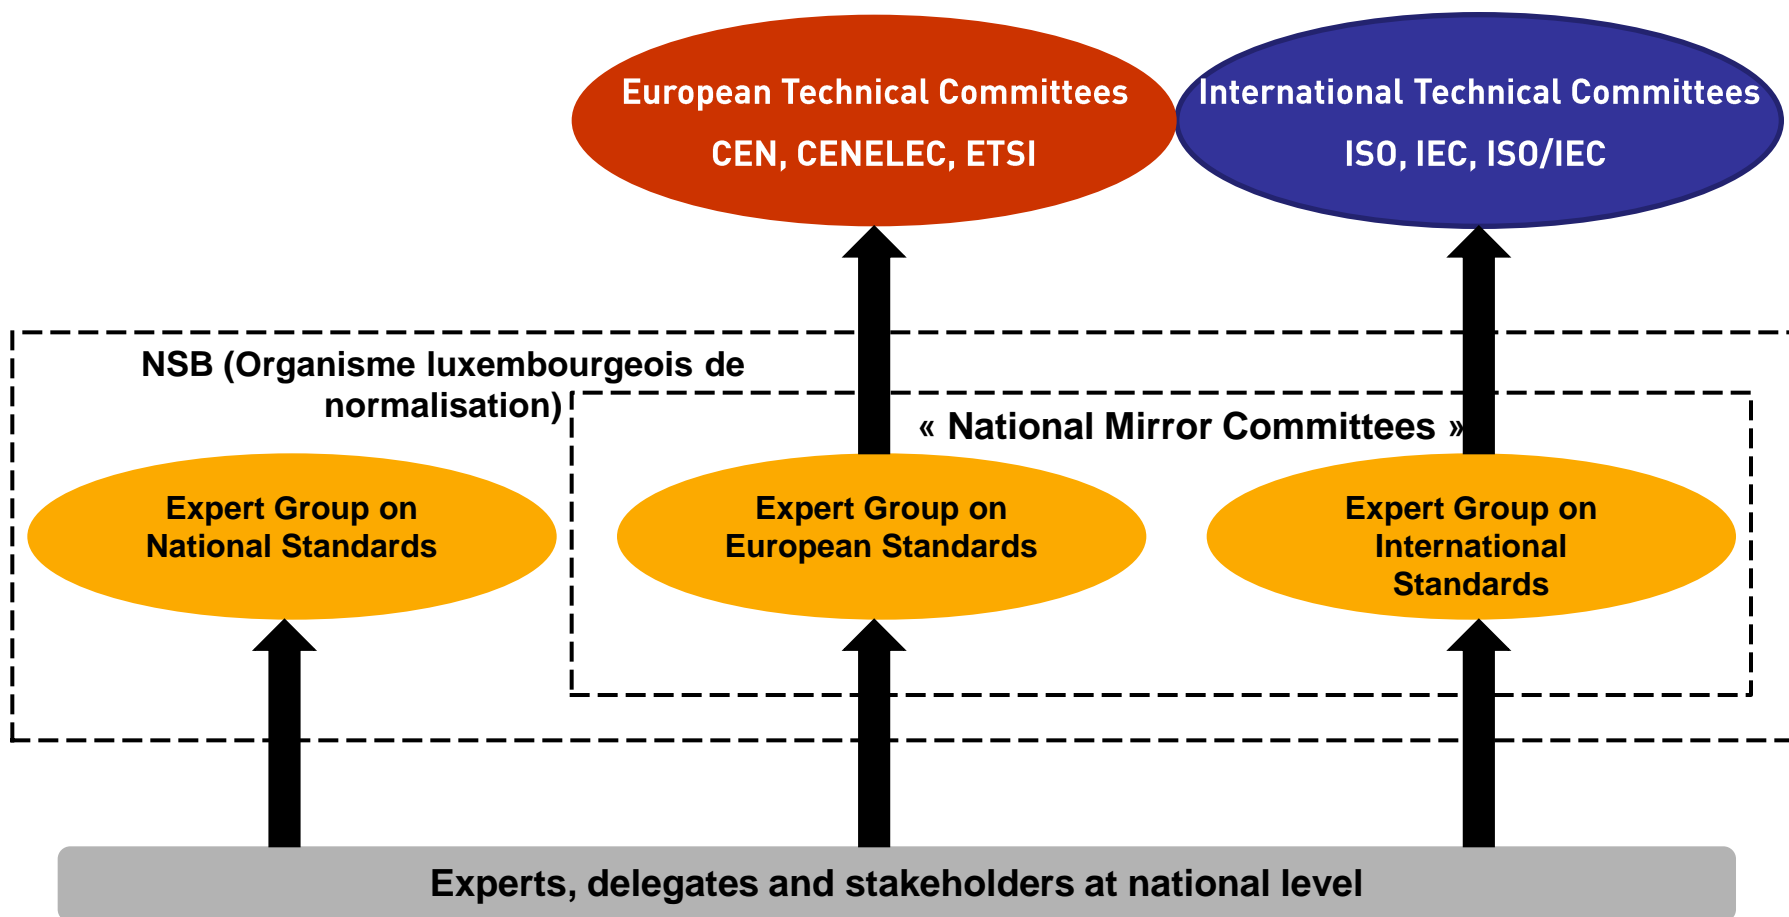 European Technical Committees
CEN, CENELEC, ETSI
International Technical Committees
ISO, IEC, ISO/IEC
NSB (Organisme luxembourgeois de
normalisation)
« National Mirror Committees »
Expert Group on
National Standards
Expert Group on
European Standards
Expert Group on
International
Standards
Experts, delegates and stakeholders at national level